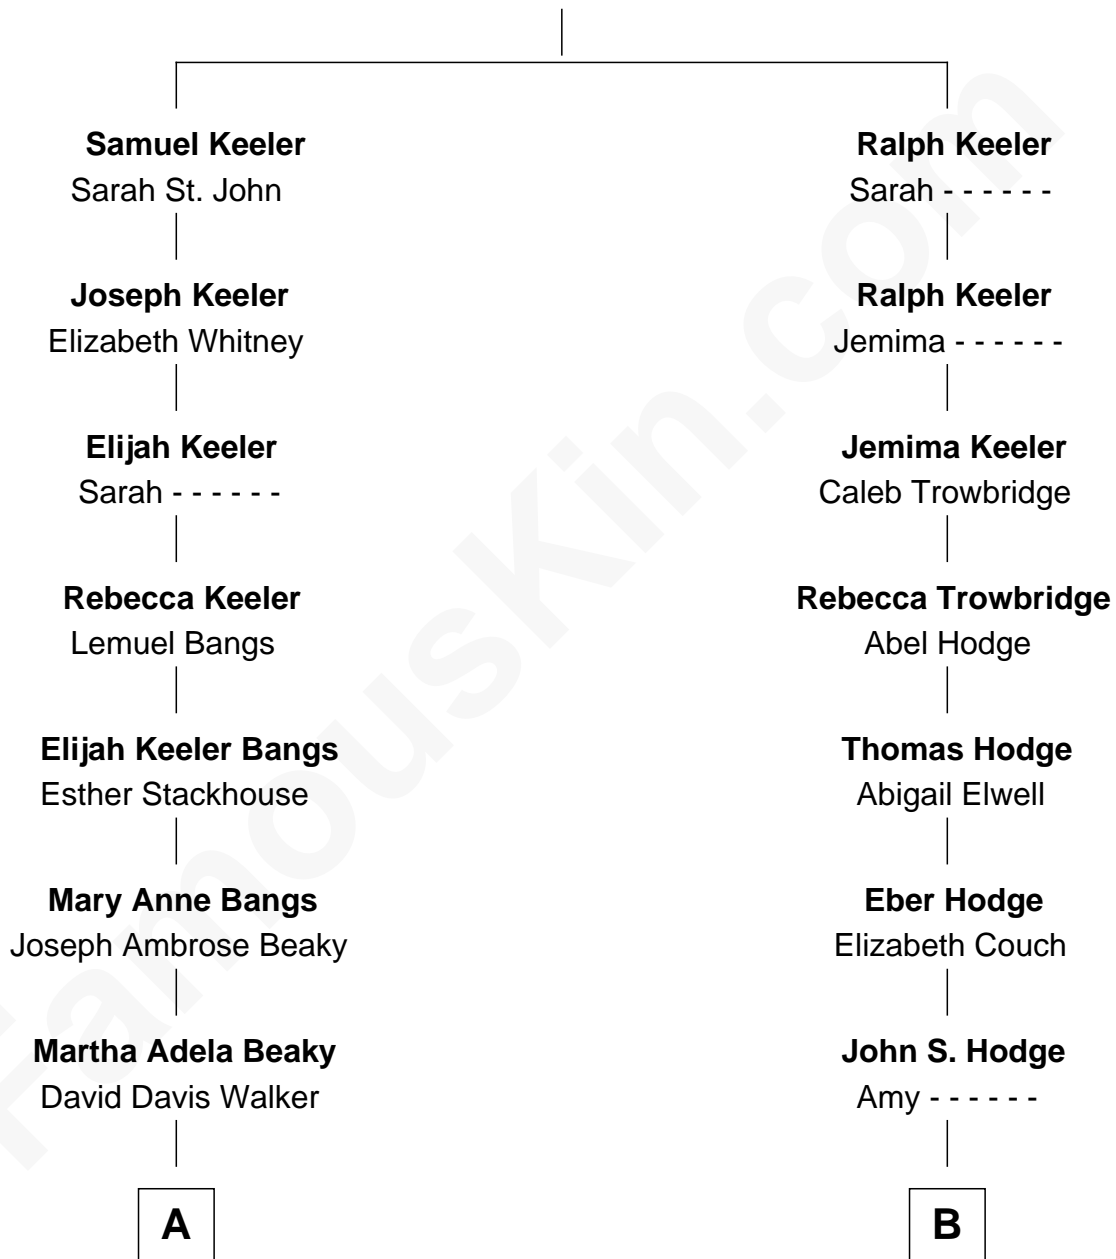 Samuel Keeler
Sarah St. John
Ralph Keeler
Sarah - - - - - -
Joseph Keeler
Elizabeth Whitney
Ralph Keeler
Jemima - - - - - -
Elijah Keeler
Sarah - - - - - -
Jemima Keeler
Caleb Trowbridge
Rebecca Keeler
Lemuel Bangs
Rebecca Trowbridge
Abel Hodge
Elijah Keeler Bangs
Esther Stackhouse
Thomas Hodge
Abigail Elwell
Mary Anne Bangs
Joseph Ambrose Beaky
Eber Hodge
Elizabeth Couch
Martha Adela Beaky
David Davis Walker
John S. Hodge
Amy - - - - - -
A
B
FamousKin.com